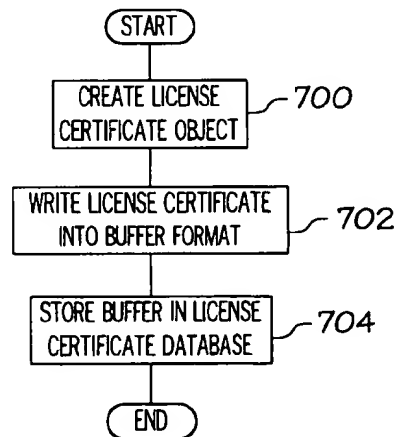 START
CREATE LICENSE
CERTIFICATE OBJECT
700
WRITE LICENSE CERTIFICATE
INTO BUFFER FORMAT
702
STORE BUFFER IN LICENSE
CERTIFICATE DATABASE
704
END